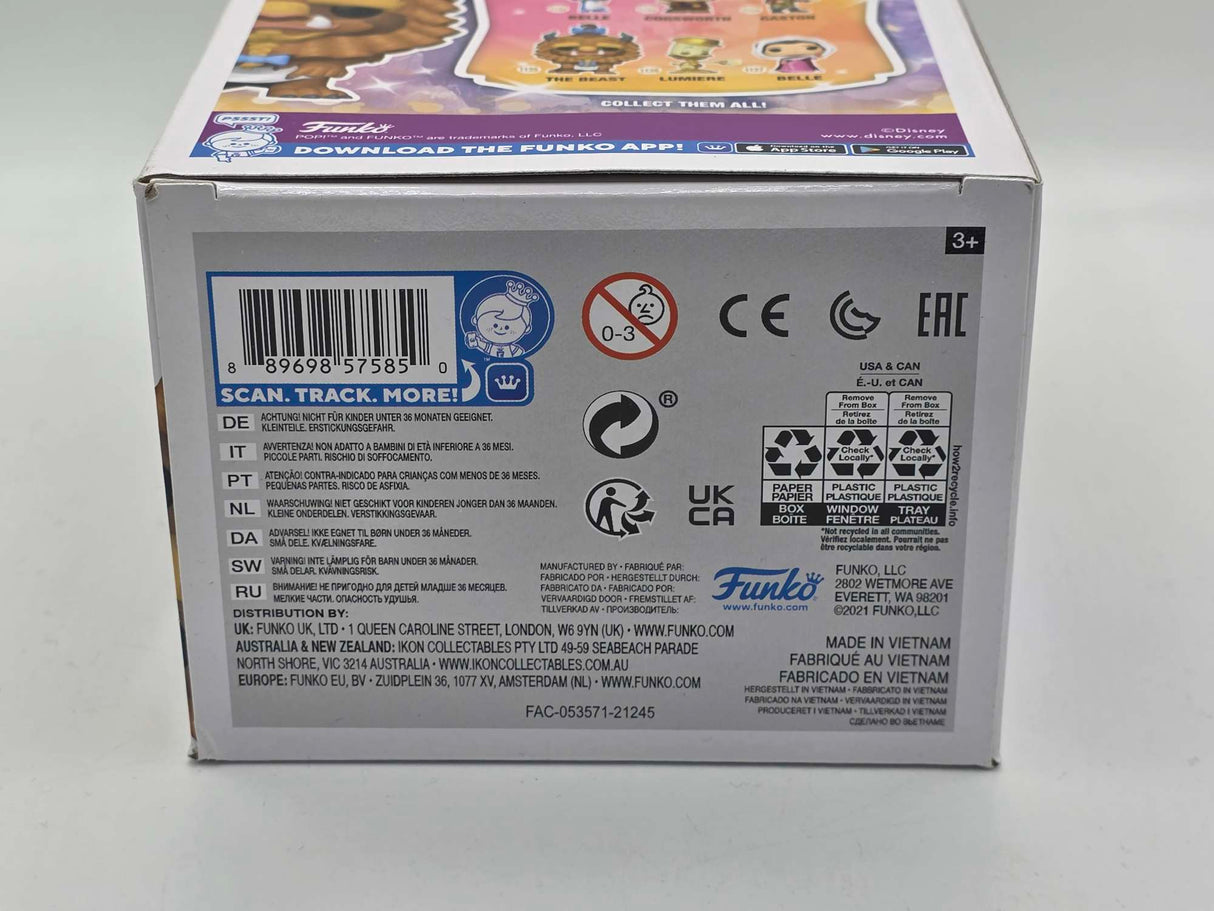 BELLE COGSWORTH GASTON
1135 1136 1137
THE BEAST LUMIERE BELLE
COLLECT THEM ALL!
PSSST!
Funko
POP!™ and FUNKO™ are trademarks of Funko, LLC
©Disney
www.disney.com
DOWNLOAD THE FUNKO APP!
Download on the
App Store
GET IT ON
Google Play
3+
8 89698 57585 0
SCAN. TRACK. MORE!
™
0-3
CE
EAC
®
UK
CA
USA & CAN
É.-U. et CAN
Remove
From Box
Retirez
de la boîte
Remove
From Box
Retirez
de la boîte
Check
Locally*
Check
Locally*
PAPER
PAPIER
BOX
BOÎTE
PLASTIC
PLASTIQUE
WINDOW
FENÊTRE
PLASTIC
PLASTIQUE
TRAY
PLATEAU
how2recycle.info
*Not recycled in all communities.
Vérifiez localement. Pourrait ne pas
être recyclable dans votre région.
DE ACHTUNG! NICHT FÜR KINDER UNTER 36 MONATEN GEEIGNET.
KLEINTEILE. ERSTICKUNGSGEFAHR.
IT AVVERTENZA! NON ADATTO A BAMBINI DI ETÀ INFERIORE A 36 MESI.
PICCOLE PARTI. RISCHIO DI SOFFOCAMENTO.
PT ATENÇÃO! CONTRA-INDICADO PARA CRIANÇAS COM MENOS DE 36 MESES.
PEQUENAS PARTES. RISCO DE ASFIXIA.
NL WAARSCHUWING! NIET GESCHIKT VOOR KINDEREN JONGER DAN 36 MAANDEN.
KLEINE ONDERDELEN. VERSTIKKINGSGEVAAR.
DA ADVARSEL! IKKE EGNET TIL BØRN UNDER 36 MÅNEDER.
SMÅ DELE. KVÆLNINGSFARE.
SW VARNING! INTE LÄMPLIG FÖR BARN UNDER 36 MÅNADER.
SMÅ DELAR. KVÄVNINGSRISK.
RU ВНИМАНИЕ! НЕ ПРИГОДНО ДЛЯ ДЕТЕЙ МЛАДШЕ 36 МЕСЯЦЕВ.
МЕЛКИЕ ЧАСТИ. ОПАСНОСТЬ УДУШЬЯ.
MANUFACTURED BY • FABRIQUÉ PAR:
FABRICADO POR • HERGESTELLT DURCH:
FABBRICATO DA • FABRICADO POR:
VERVAARDIGD DOOR • FREMSTILLET AF:
TILLVERKAD AV • ПРОИЗВОДИТЕЛЬ:
Funko
www.funko.com
FUNKO, LLC
2802 WETMORE AVE
EVERETT, WA 98201
©2021 FUNKO,LLC
DISTRIBUTION BY:
UK: FUNKO UK, LTD • 1 QUEEN CAROLINE STREET, LONDON, W6 9YN (UK) • WWW.FUNKO.COM
AUSTRALIA & NEW ZEALAND: IKON COLLECTABLES PTY LTD 49-59 SEABEACH PARADE
NORTH SHORE, VIC 3214 AUSTRALIA • WWW.IKONCOLLECTABLES.COM.AU
EUROPE: FUNKO EU, BV • ZUIDPLEIN 36, 1077 XV, AMSTERDAM (NL) • WWW.FUNKO.COM
MADE IN VIETNAM
FABRIQUÉ AU VIETNAM
FABRICADO EN VIETNAM
HERGESTELLT IN VIETNAM • FABBRICATO IN VIETNAM
FABRICADO NA VIETNAM • VERVAARDIGD IN VIETNAM
PRODUCERET I VIETNAM • TILLVERKAD I VIETNAM
СДЕЛАНО ВО ВЬЕТНАМЕ
FAC-053571-21245